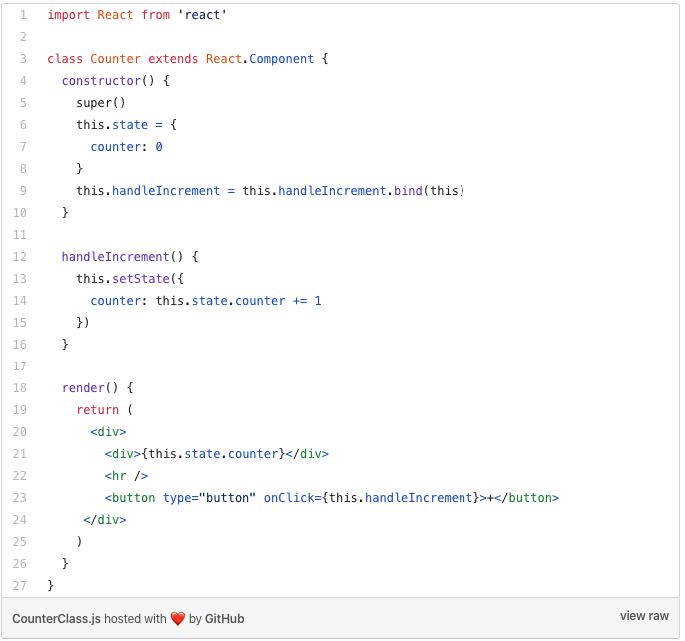 1 import React from 'react'
2
3 class Counter extends React.Component {
4   constructor() {
5     super()
6     this.state = {
7       counter: 0
8     }
9     this.handleIncrement = this.handleIncrement.bind(this)
10   }
11
12   handleIncrement() {
13     this.setState({
14       counter: this.state.counter += 1
15     })
16   }
17
18   render() {
19     return (
20       <div>
21         <div>{this.state.counter}</div>
22         <hr />
23         <button type="button" onClick={this.handleIncrement}>+</button>
24      </div>
25     )
26   }
27 }
CounterClass.js hosted with ❤ by GitHub view raw